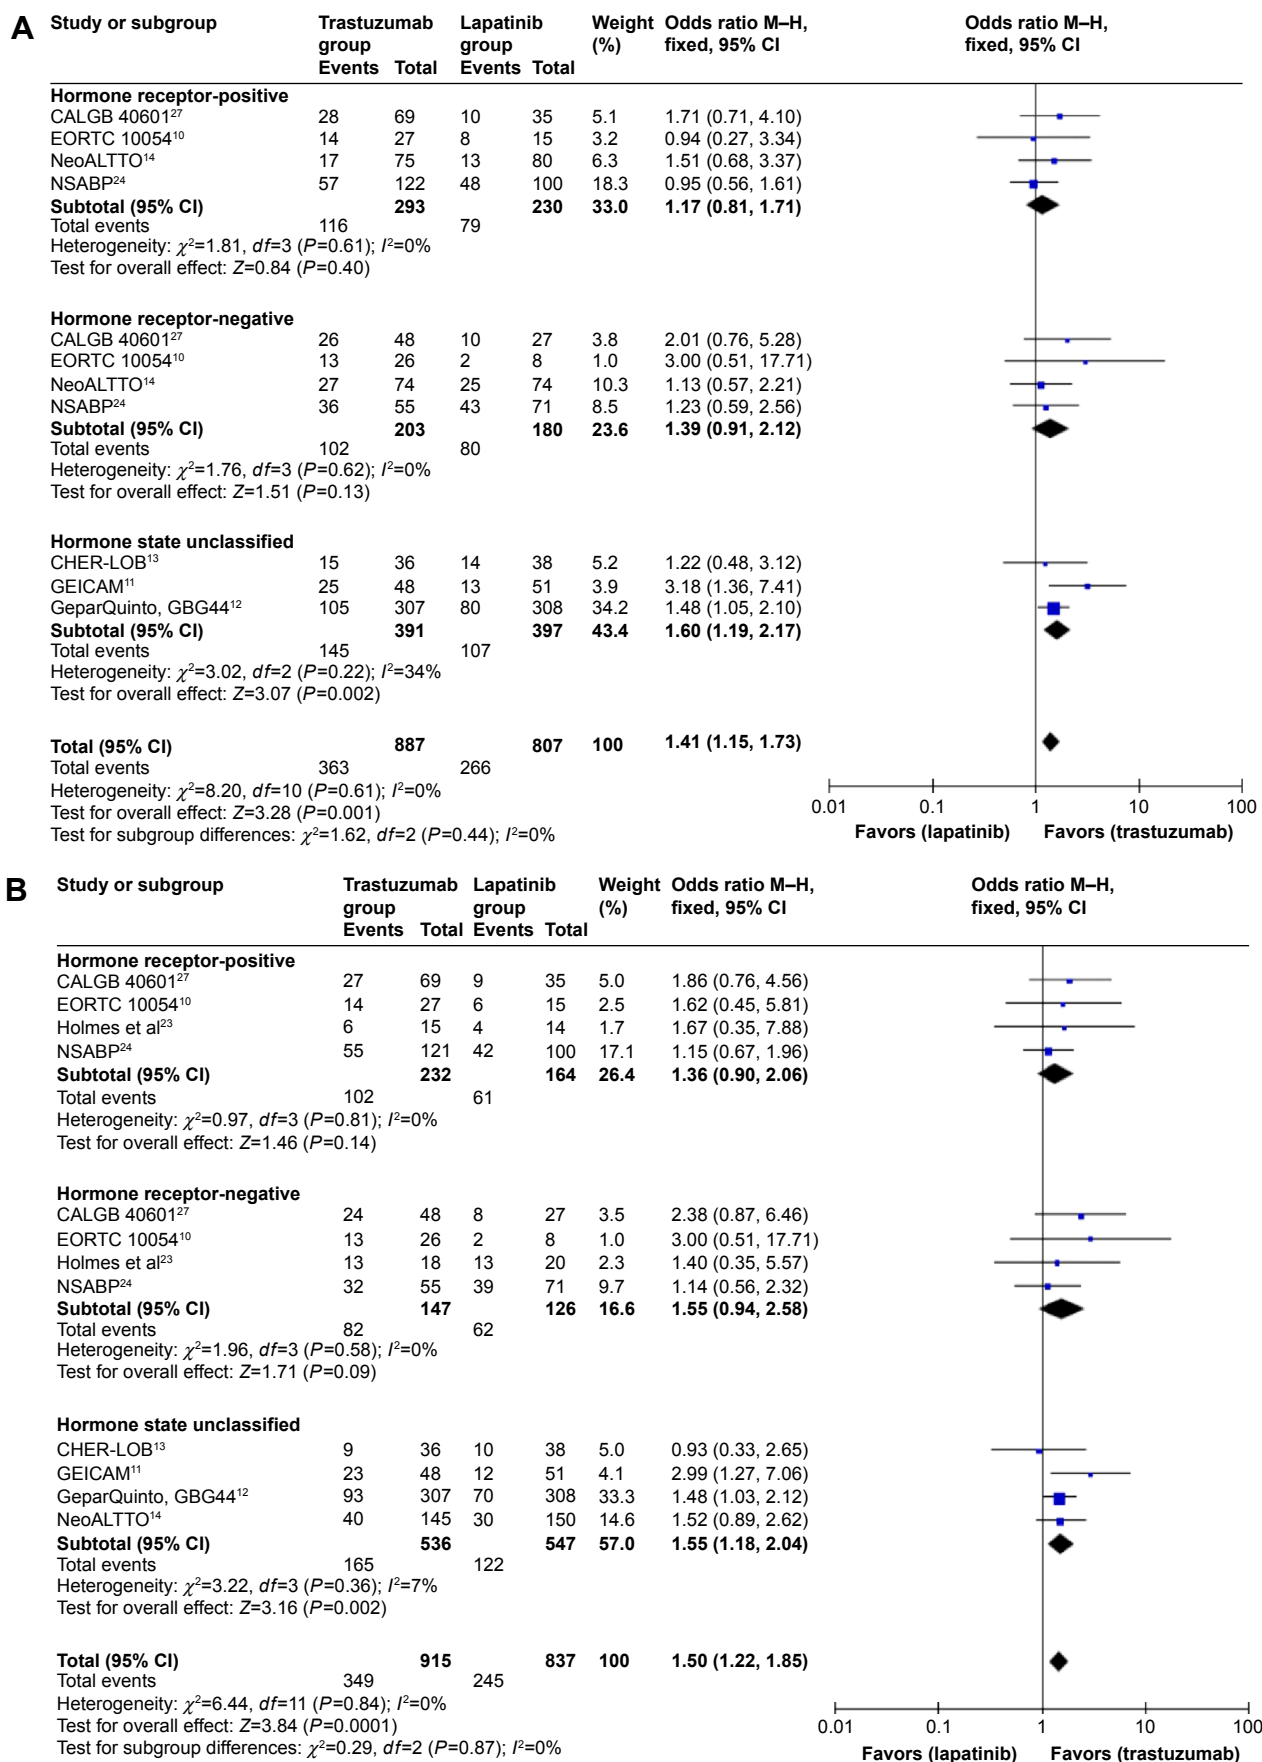 A
Study or subgroup Trastuzumab Lapatinib Weight Odds ratio M–H, Odds ratio M–H,
group group (%) fixed, 95% CI fixed, 95% CI
Events Total Events Total
Hormone receptor-positive
CALGB 40601²⁷ 28 69 10 35 5.1 1.71 (0.71, 4.10)
EORTC 10054¹⁰ 14 27 8 15 3.2 0.94 (0.27, 3.34)
NeoALTTO¹⁴ 17 75 13 80 6.3 1.51 (0.68, 3.37)
NSABP²⁴ 57 122 48 100 18.3 0.95 (0.56, 1.61)
Subtotal (95% CI) 293 230 33.0 1.17 (0.81, 1.71)
Total events 116 79
Heterogeneity: χ²=1.81, df=3 (P=0.61); I²=0%
Test for overall effect: Z=0.84 (P=0.40)
Hormone receptor-negative
CALGB 40601²⁷ 26 48 10 27 3.8 2.01 (0.76, 5.28)
EORTC 10054¹⁰ 13 26 2 8 1.0 3.00 (0.51, 17.71)
NeoALTTO¹⁴ 27 74 25 74 10.3 1.13 (0.57, 2.21)
NSABP²⁴ 36 55 43 71 8.5 1.23 (0.59, 2.56)
Subtotal (95% CI) 203 180 23.6 1.39 (0.91, 2.12)
Total events 102 80
Heterogeneity: χ²=1.76, df=3 (P=0.62); I²=0%
Test for overall effect: Z=1.51 (P=0.13)
Hormone state unclassified
CHER-LOB¹³ 15 36 14 38 5.2 1.22 (0.48, 3.12)
GEICAM¹¹ 25 48 13 51 3.9 3.18 (1.36, 7.41)
GeparQuinto, GBG44¹² 105 307 80 308 34.2 1.48 (1.05, 2.10)
Subtotal (95% CI) 391 397 43.4 1.60 (1.19, 2.17)
Total events 145 107
Heterogeneity: χ²=3.02, df=2 (P=0.22); I²=34%
Test for overall effect: Z=3.07 (P=0.002)
Total (95% CI) 887 807 100 1.41 (1.15, 1.73)
Total events 363 266
Heterogeneity: χ²=8.20, df=10 (P=0.61); I²=0%
Test for overall effect: Z=3.28 (P=0.001)
Test for subgroup differences: χ²=1.62, df=2 (P=0.44); I²=0%
0.01 0.1 1 10 100
Favors (lapatinib) Favors (trastuzumab)
B
Study or subgroup Trastuzumab Lapatinib Weight Odds ratio M–H, Odds ratio M–H,
group group (%) fixed, 95% CI fixed, 95% CI
Events Total Events Total
Hormone receptor-positive
CALGB 40601²⁷ 27 69 9 35 5.0 1.86 (0.76, 4.56)
EORTC 10054¹⁰ 14 27 6 15 2.5 1.62 (0.45, 5.81)
Holmes et al²³ 6 15 4 14 1.7 1.67 (0.35, 7.88)
NSABP²⁴ 55 121 42 100 17.1 1.15 (0.67, 1.96)
Subtotal (95% CI) 232 164 26.4 1.36 (0.90, 2.06)
Total events 102 61
Heterogeneity: χ²=0.97, df=3 (P=0.81); I²=0%
Test for overall effect: Z=1.46 (P=0.14)
Hormone receptor-negative
CALGB 40601²⁷ 24 48 8 27 3.5 2.38 (0.87, 6.46)
EORTC 10054¹⁰ 13 26 2 8 1.0 3.00 (0.51, 17.71)
Holmes et al²³ 13 18 13 20 2.3 1.40 (0.35, 5.57)
NSABP²⁴ 32 55 39 71 9.7 1.14 (0.56, 2.32)
Subtotal (95% CI) 147 126 16.6 1.55 (0.94, 2.58)
Total events 82 62
Heterogeneity: χ²=1.96, df=3 (P=0.58); I²=0%
Test for overall effect: Z=1.71 (P=0.09)
Hormone state unclassified
CHER-LOB¹³ 9 36 10 38 5.0 0.93 (0.33, 2.65)
GEICAM¹¹ 23 48 12 51 4.1 2.99 (1.27, 7.06)
GeparQuinto, GBG44¹² 93 307 70 308 33.3 1.48 (1.03, 2.12)
NeoALTTO¹⁴ 40 145 30 150 14.6 1.52 (0.89, 2.62)
Subtotal (95% CI) 536 547 57.0 1.55 (1.18, 2.04)
Total events 165 122
Heterogeneity: χ²=3.22, df=3 (P=0.36); I²=7%
Test for overall effect: Z=3.16 (P=0.002)
Total (95% CI) 915 837 100 1.50 (1.22, 1.85)
Total events 349 245
Heterogeneity: χ²=6.44, df=11 (P=0.84); I²=0%
Test for overall effect: Z=3.84 (P=0.0001)
Test for subgroup differences: χ²=0.29, df=2 (P=0.87); I²=0%
0.01 0.1 1 10 100
Favors (lapatinib) Favors (trastuzumab)